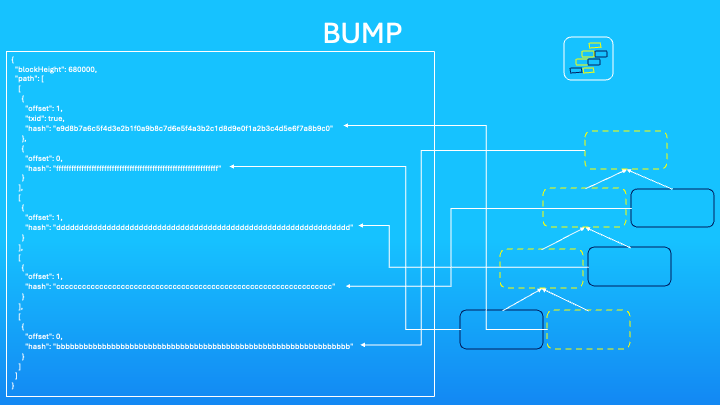 BUMP
{
"blockHeight": 680000,
"path": [
[
{
"offset": 1,
"txid": true,
"hash": "e9d8b7a6c5f4d3e2b1f0a9b8c7d6e5f4a3b2c1d8d9e0f1a2b3c4d5e6f7a8b9c0"
},
{
"offset": 0,
"hash": "ffffffffffffffffffffffffffffffffffffffffffffffffffffffffffffffff"
}
],
[
{
"offset": 1,
"hash": "dddddddddddddddddddddddddddddddddddddddddddddddddddddddddddddddd"
}
],
[
{
"offset": 1,
"hash": "cccccccccccccccccccccccccccccccccccccccccccccccccccccccccccccccc"
}
],
[
{
"offset": 0,
"hash": "bbbbbbbbbbbbbbbbbbbbbbbbbbbbbbbbbbbbbbbbbbbbbbbbbbbbbbbbbbbbbbbb"
}
]
]
}